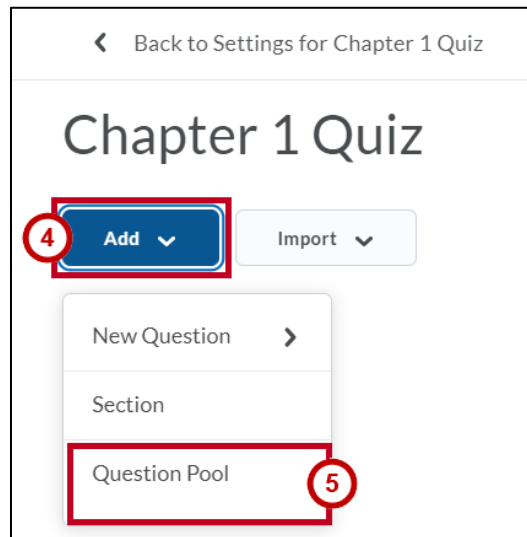 Back to Settings for Chapter 1 Quiz
Chapter 1 Quiz
4 Add Import
New Question
Section
Question Pool 5